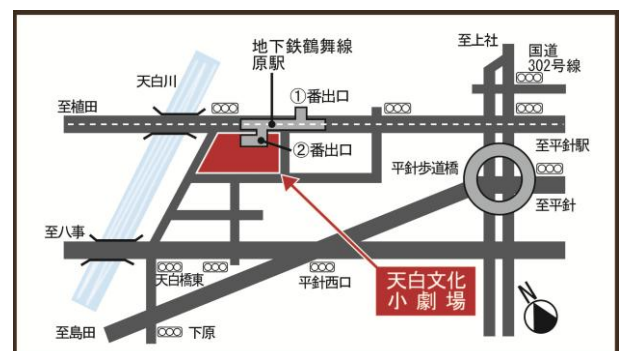 至上社
国道
302号線
地下鉄鶴舞線
原駅
天白川
①番出口
至植田
②番出口
至平針駅
平針歩道橋
至平針
至八事
天白橋東
平針西口
天白文化
小劇場
N
至島田
下原